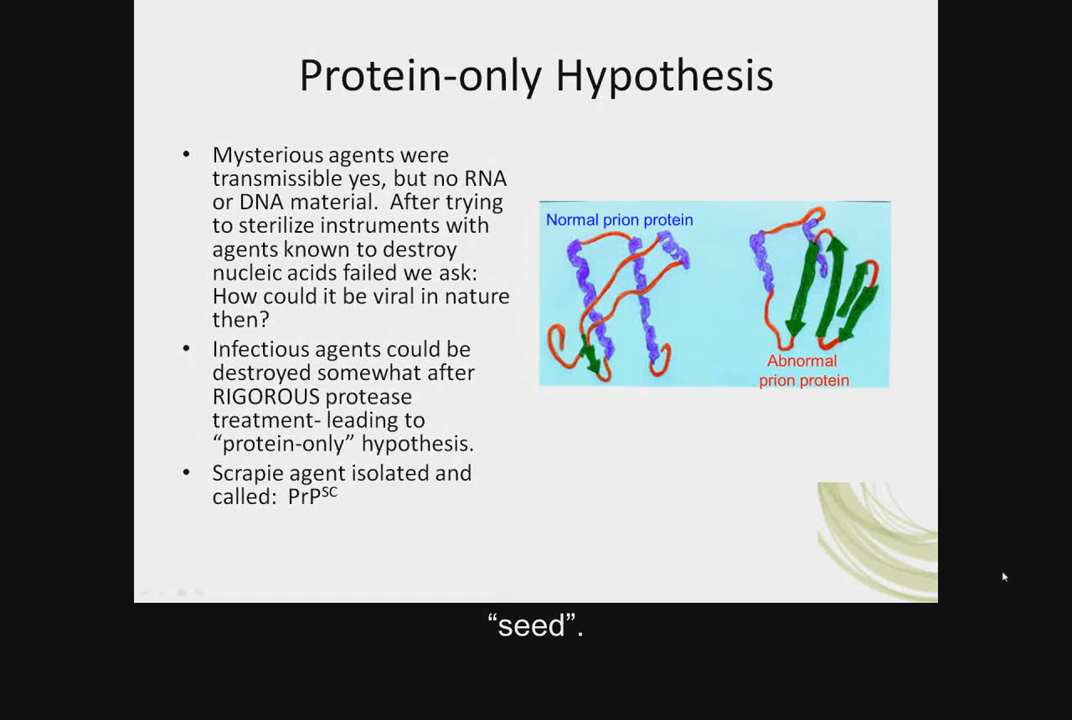 Protein-only Hypothesis
• Mysterious agents were
transmissible yes, but no RNA
or DNA material. After trying
to sterilize instruments with
agents known to destroy
nucleic acids failed we ask:
How could it be viral in nature
then?
• Infectious agents could be
destroyed somewhat after
RIGOROUS protease
treatment- leading to
“protein-only” hypothesis.
• Scrapie agent isolated and
called: PrPSC
Normal prion protein
Abnormal
prion protein
“seed”.